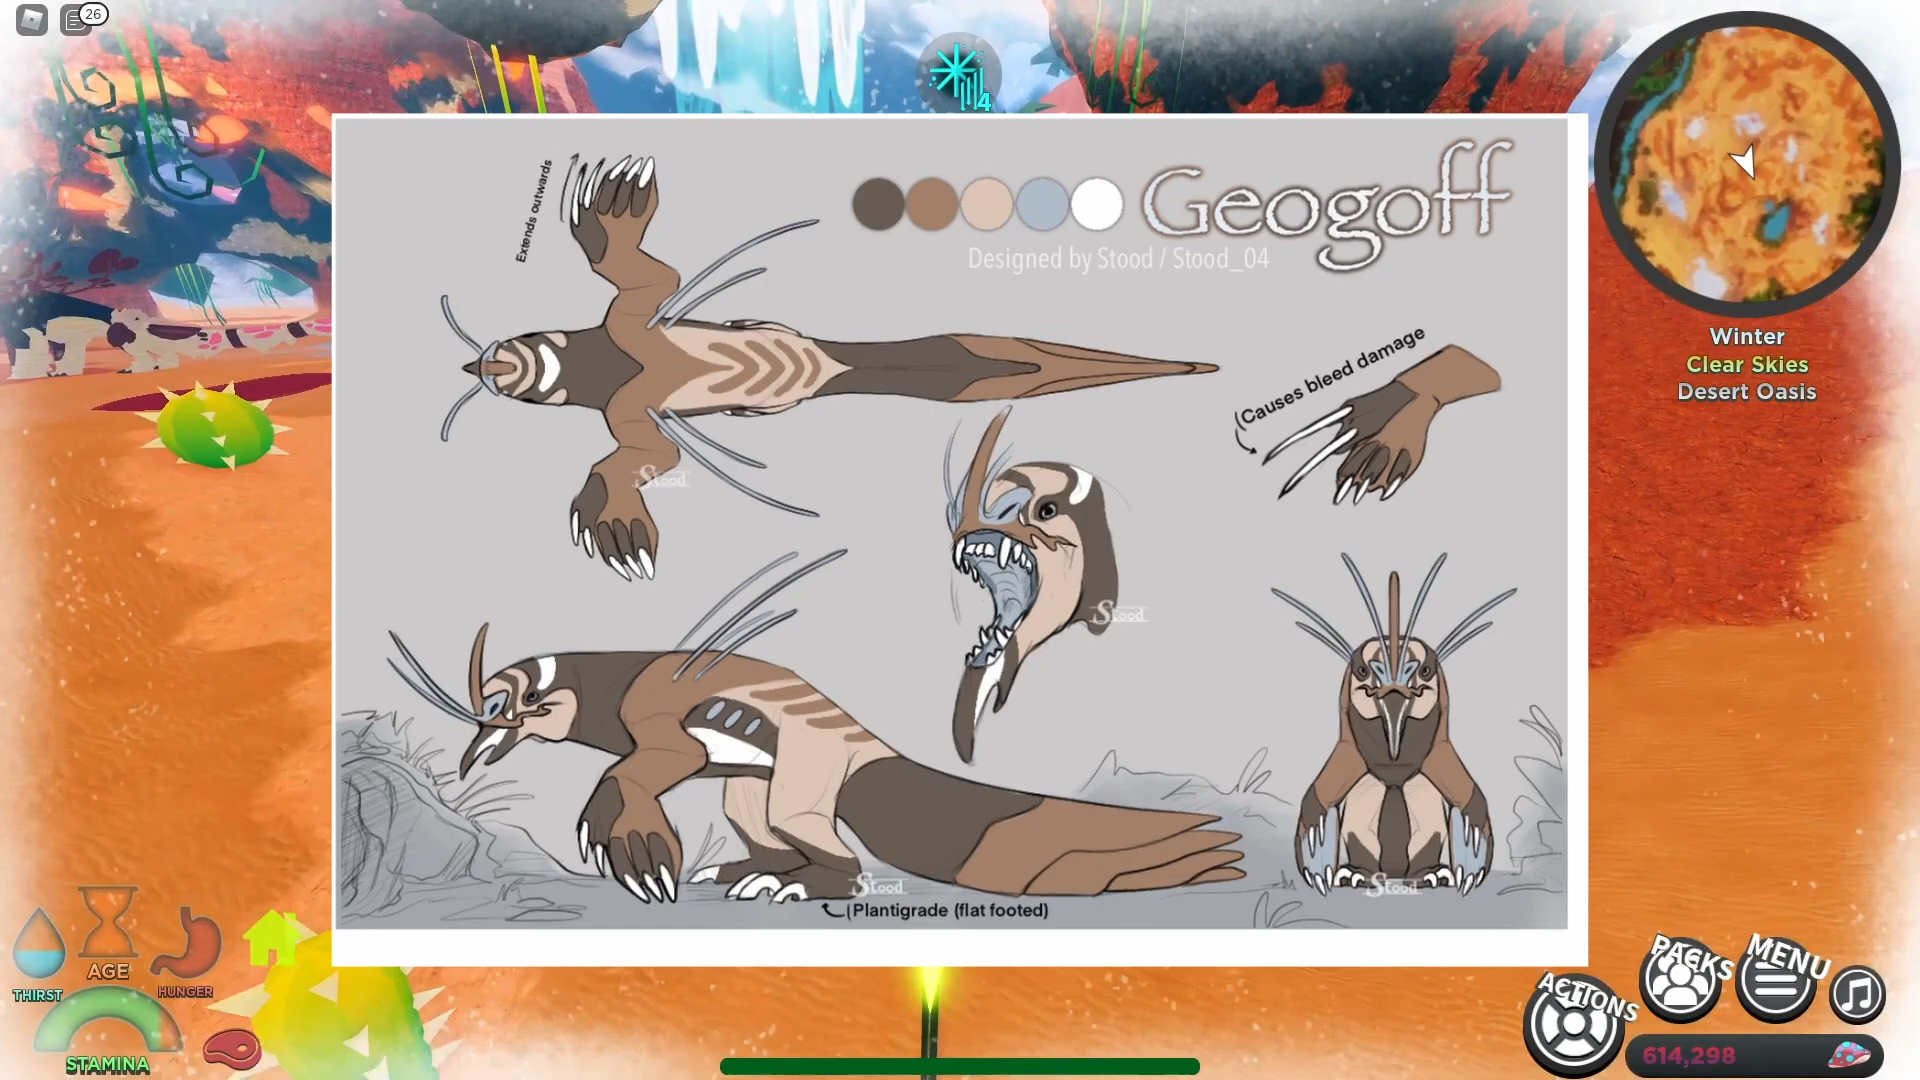 26
4
Extends outwards
Geogoff
Designed by Stood / Stood_04
(Causes bleed damage
Stood
Stood
Stood
Stood
(Plantigrade (flat footed)
Winter
Clear Skies
Desert Oasis
THIRST
AGE
HUNGER
STAMINA
ACTIONS
PACKS
MENU
614,298